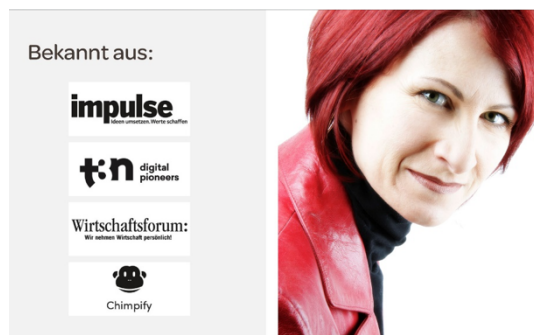 Bekannt aus:
impulse
Ideen umsetzen. Werte schaffen
t3n digital
pioneers
Wirtschaftsforum:
Wir nehmen Wirtschaft persönlich!
Chimpify